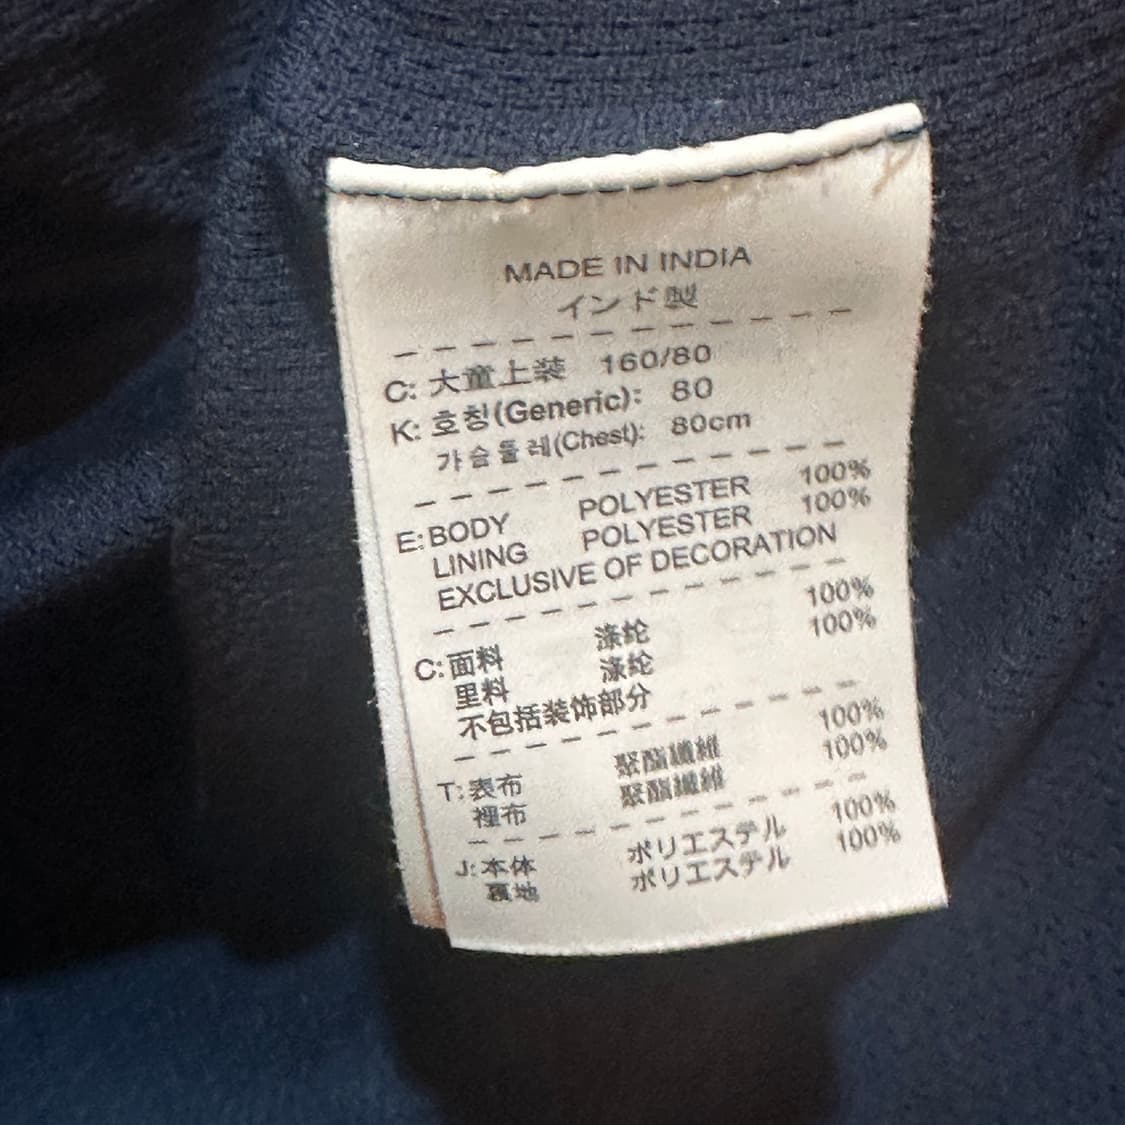 MADE IN INDIA
インド製
C: 大童上装 160/80
K: 호칭(Generic): 80
가슴둘레(Chest): 80cm
E: BODY POLYESTER 100%
LINING POLYESTER 100%
EXCLUSIVE OF DECORATION
C: 面料 涤纶 100%
里料 涤纶 100%
不包括装饰部分
T: 表布 聚酯纖維 100%
裡布 聚酯纖維 100%
J: 本体 ポリエステル 100%
裏地 ポリエステル 100%